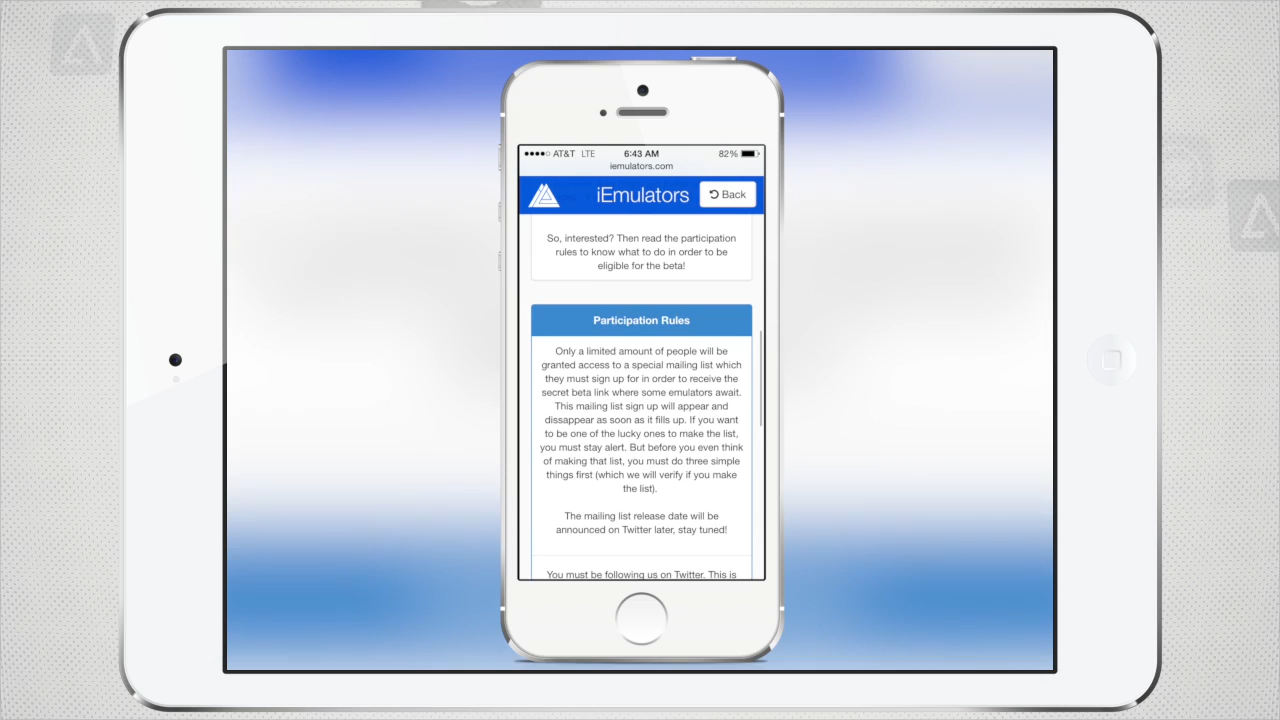 AT&T LTE 6:43 AM 82%
iemulators.com
iEmulators Back
So, interested? Then read the participation
rules to know what to do in order to be
eligible for the beta!
Participation Rules
Only a limited amount of people will be
granted access to a special mailing list which
they must sign up for in order to receive the
secret beta link where some emulators await.
This mailing list sign up will appear and
dissappear as soon as it fills up. If you want
to be one of the lucky ones to make the list,
you must stay alert. But before you even think
of making that list, you must do three simple
things first (which we will verify if you make
the list).
The mailing list release date will be
announced on Twitter later, stay tuned!
You must be following us on Twitter. This is